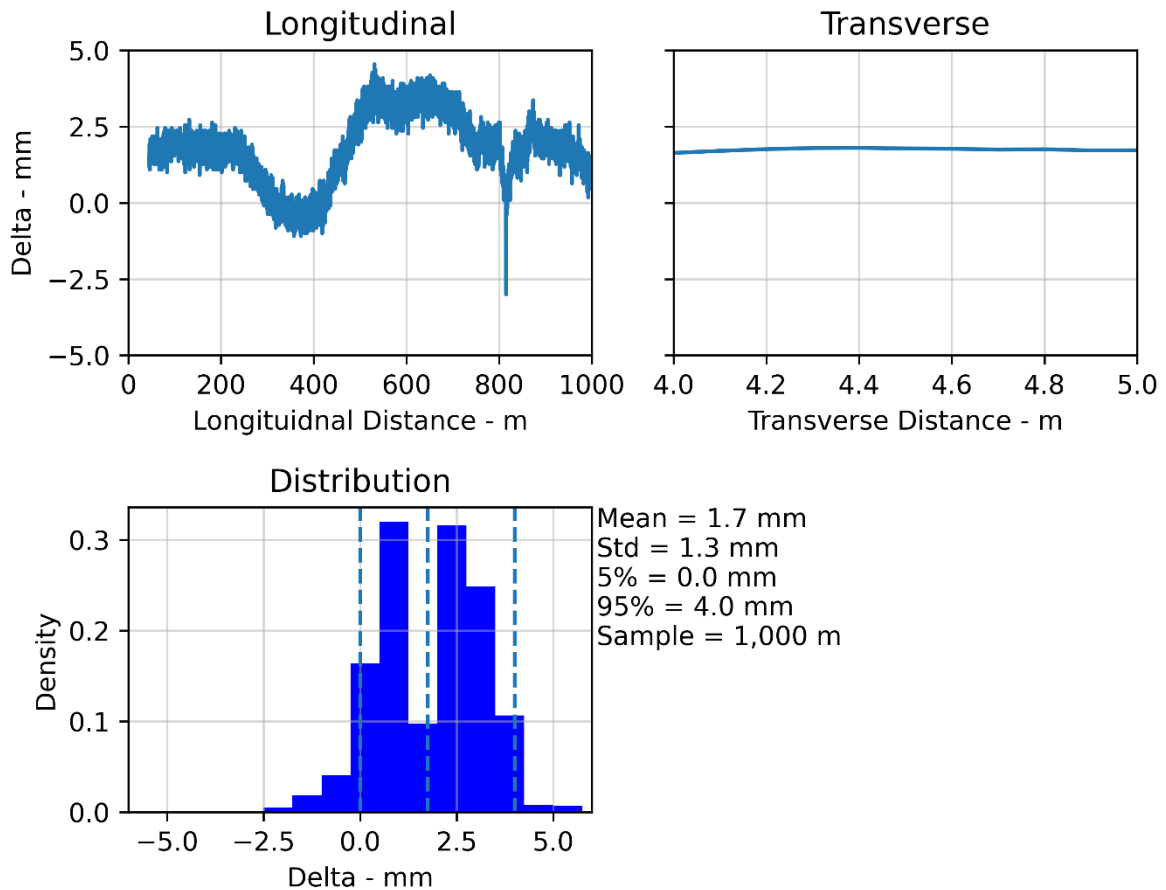 Longitudinal
Transverse
5.0
2.5
0.0
−2.5
−5.0
Delta - mm
0 200 400 600 800 1000
Longituidnal Distance - m
4.0 4.2 4.4 4.6 4.8 5.0
Transverse Distance - m
Distribution
0.3
0.2
0.1
0.0
Density
−5.0 −2.5 0.0 2.5 5.0
Delta - mm
Mean = 1.7 mm
Std = 1.3 mm
5% = 0.0 mm
95% = 4.0 mm
Sample = 1,000 m